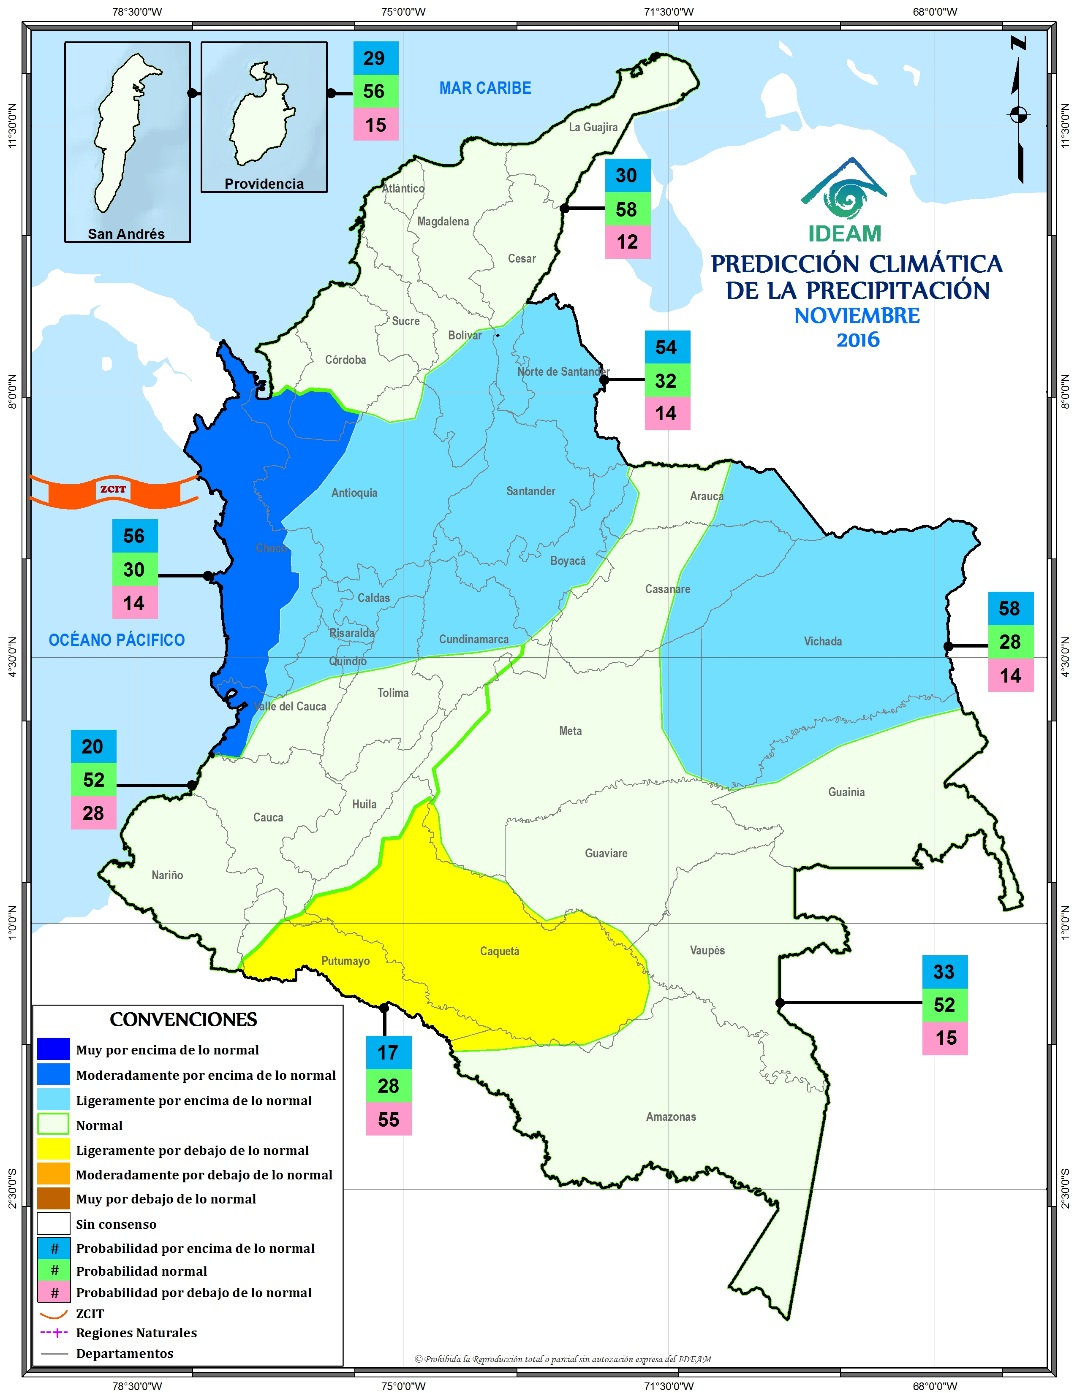 78°30'0"W
75°0'0"W
71°30'0"W
68°0'0"W
11°30'0"N
8°0'0"N
4°30'0"N
1°0'0"N
2°30'0"S
11°30'0"N
8°0'0"N
4°30'0"N
1°0'0"N
2°30'0"S
San Andrés
Providencia
29
56
15
MAR CARIBE
Z
La Guajira
30
58
12
IDEAM
PREDICCIÓN CLIMÁTICA
DE LA PRECIPITACIÓN
NOVIEMBRE
2016
Atlántico
Magdalena
Cesar
Sucre
Bolívar
Córdoba
Norte de Santander
54
32
14
ZCIT
Antioquia
Santander
Arauca
Chocó
Boyacá
Casanare
56
30
14
Caldas
Risaralda
Cundinamarca
Quindío
OCÉANO PÁCIFICO
Vichada
58
28
14
Tolima
Valle del Cauca
Meta
20
52
28
Huila
Cauca
Guainía
Guaviare
Nariño
Caquetá
Putumayo
Vaupés
33
52
15
17
28
55
Amazonas
CONVENCIONES
Muy por encima de lo normal
Moderadamente por encima de lo normal
Ligeramente por encima de lo normal
Normal
Ligeramente por debajo de lo normal
Moderadamente por debajo de lo normal
Muy por debajo de lo normal
Sin consenso
# Probabilidad por encima de lo normal
# Probabilidad normal
# Probabilidad por debajo de lo normal
ZCIT
Regiones Naturales
Departamentos
© Prohibida la Reproducción total o parcial sin autozación expresa del IDEAM
78°30'0"W
75°0'0"W
71°30'0"W
68°0'0"W